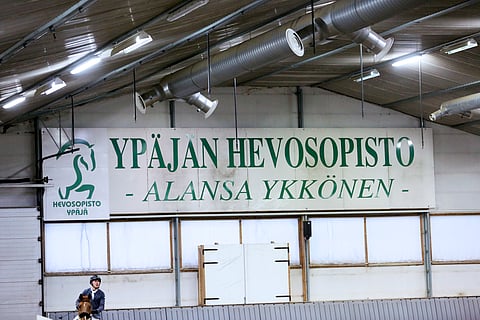 YPÄJÄN HEVOSOPISTO
- ALANSA YKKÖNEN -
HEVOSOPISTO
YPÄJÄ